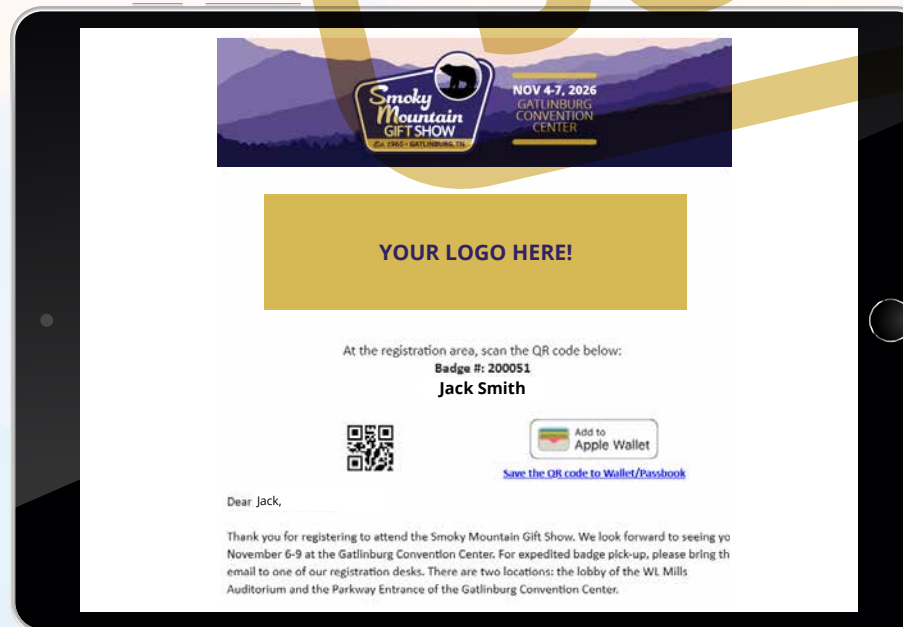 Smoky
Mountain
GIFT SHOW
Est. 1965 • GATLINBURG, TN
NOV 4-7, 2026
GATLINBURG
CONVENTION
CENTER
YOUR LOGO HERE!
At the registration area, scan the QR code below:
Badge #: 200051
Jack Smith
Add to
Apple Wallet
Save the QR code to Wallet/Passbook
Dear Jack,
Thank you for registering to attend the Smoky Mountain Gift Show. We look forward to seeing yo
November 6-9 at the Gatlinburg Convention Center. For expedited badge pick-up, please bring th
email to one of our registration desks. There are two locations: the lobby of the WL Mills
Auditorium and the Parkway Entrance of the Gatlinburg Convention Center.